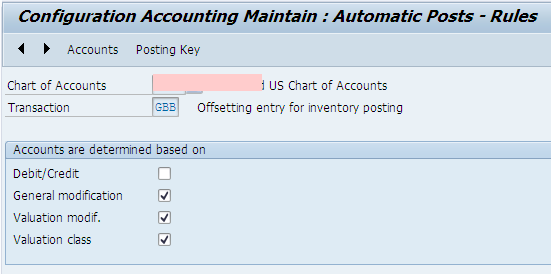 Configuration Accounting Maintain : Automatic Posts - Rules
Accounts Posting Key
Chart of Accounts US Chart of Accounts
Transaction GBB Offsetting entry for inventory posting
Accounts are determined based on
Debit/Credit
General modification
Valuation modif.
Valuation class